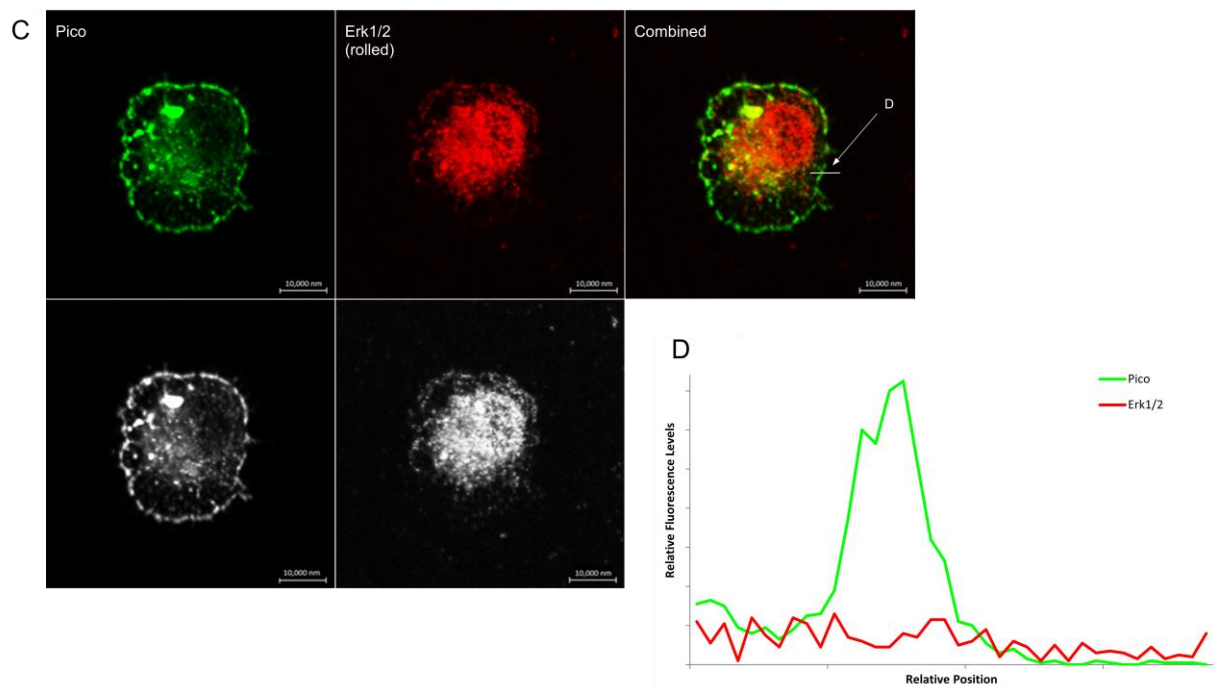 C
Pico
Erk1/2
(rolled)
Combined
D
10,000 nm
10,000 nm
10,000 nm
10,000 nm
10,000 nm
D
Pico
Erk1/2
Relative Fluorescence Levels
Relative Position